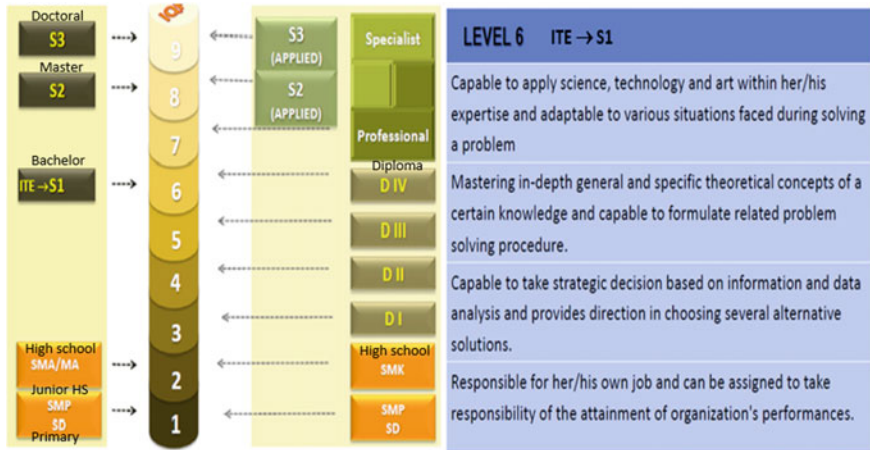 Doctoral
S3
Master
S2
Bachelor
ITE → S1
High school
SMA/MA
Junior HS
SMP
SD
Primary
9
8
7
6
5
4
3
2
1
S3
(APPLIED)
S2
(APPLIED)
Specialist
Professional
Diploma
D IV
D III
D II
D I
High school
SMK
SMP
SD
LEVEL 6 ITE → S1
Capable to apply science, technology and art within her/his
expertise and adaptable to various situations faced during solving
a problem
Mastering in-depth general and specific theoretical concepts of a
certain knowledge and capable to formulate related problem
solving procedure.
Capable to take strategic decision based on information and data
analysis and provides direction in choosing several alternative
solutions.
Responsible for her/his own job and can be assigned to take
responsibility of the attainment of organization's performances.